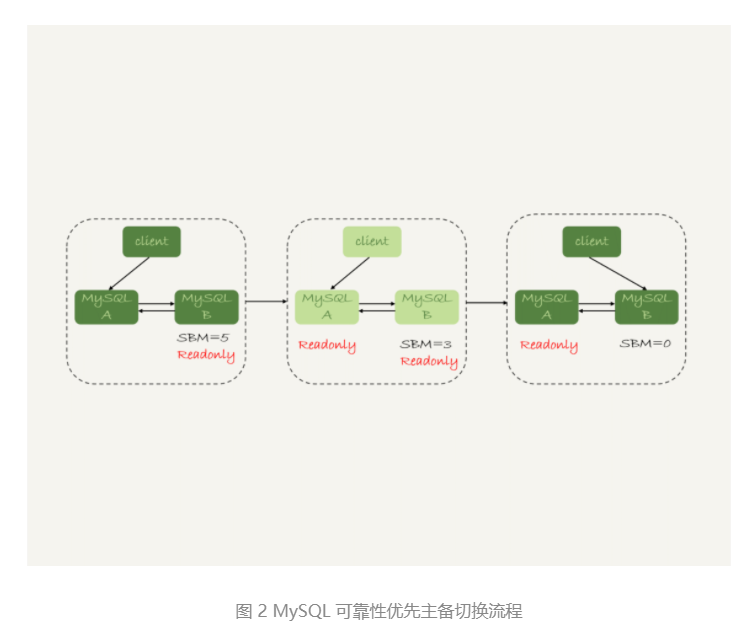 client
MySQL
A
MySQL
B
SBM=5
Readonly
client
MySQL
A
MySQL
B
Readonly
SBM=3
Readonly
client
MySQL
A
MySQL
B
Readonly
SBM=0
图 2 MySQL 可靠性优先主备切换流程